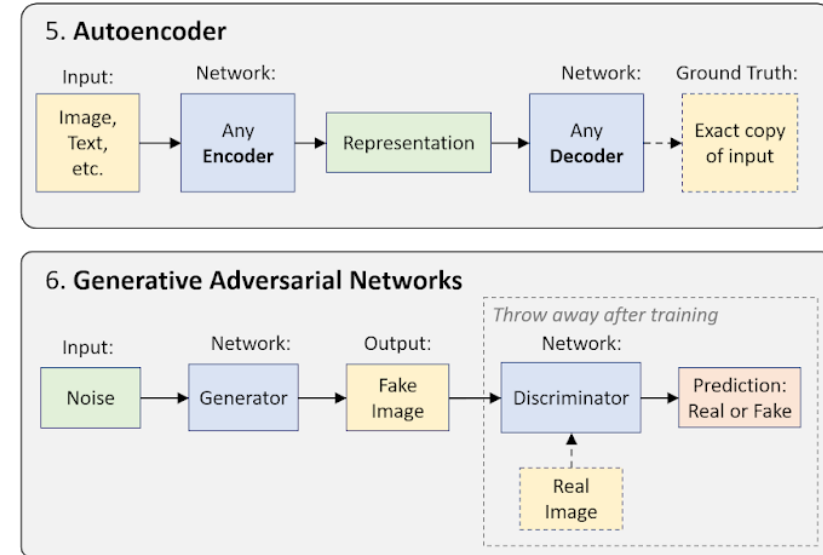 5. Autoencoder
Input:
Network:
Network:
Ground Truth:
Image,
Text,
etc.
Any
Encoder
Representation
Any
Decoder
Exact copy
of input
6. Generative Adversarial Networks
Throw away after training
Input:
Network:
Output:
Network:
Noise
Generator
Fake
Image
Discriminator
Prediction:
Real or Fake
Real
Image